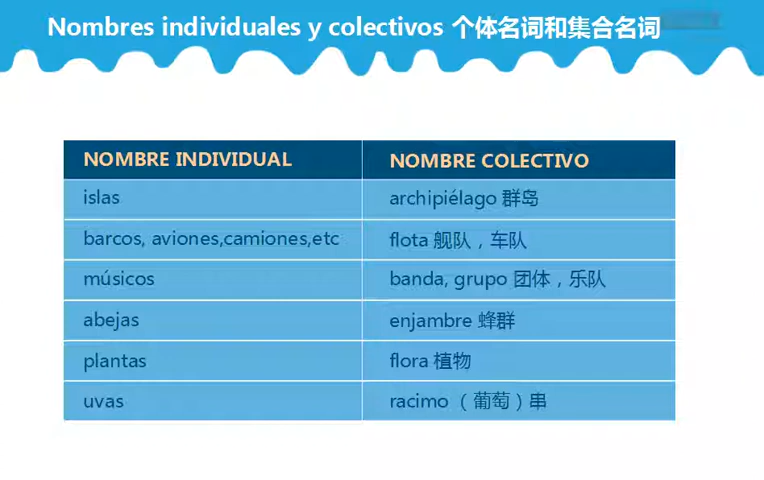 Nombres individuales y colectivos 个体名词和集合名词
NOMBRE INDIVIDUAL NOMBRE COLECTIVO
islas archipiélago 群岛
barcos, aviones,camiones,etc flota 舰队，车队
músicos banda, grupo 团体，乐队
abejas enjambre 蜂群
plantas flora 植物
uvas racimo （葡萄）串